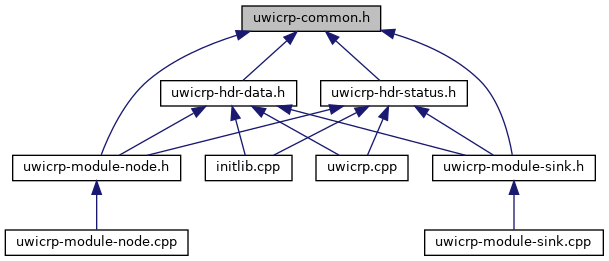 uwicrp-common.h
uwicrp-hdr-data.h
uwicrp-hdr-status.h
uwicrp-module-node.h
initlib.cpp
uwicrp.cpp
uwicrp-module-sink.h
uwicrp-module-node.cpp
uwicrp-module-sink.cpp